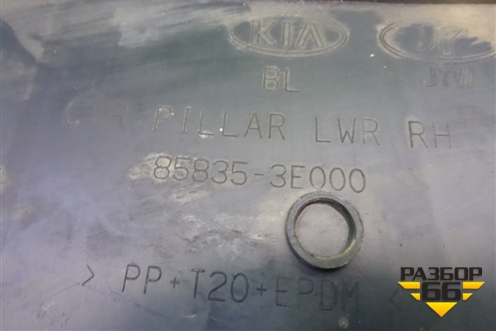 KIA
BL
PILLAR LWR RH
85835-3E000
> PP+T20+EPDM <
РАЗБОР
66